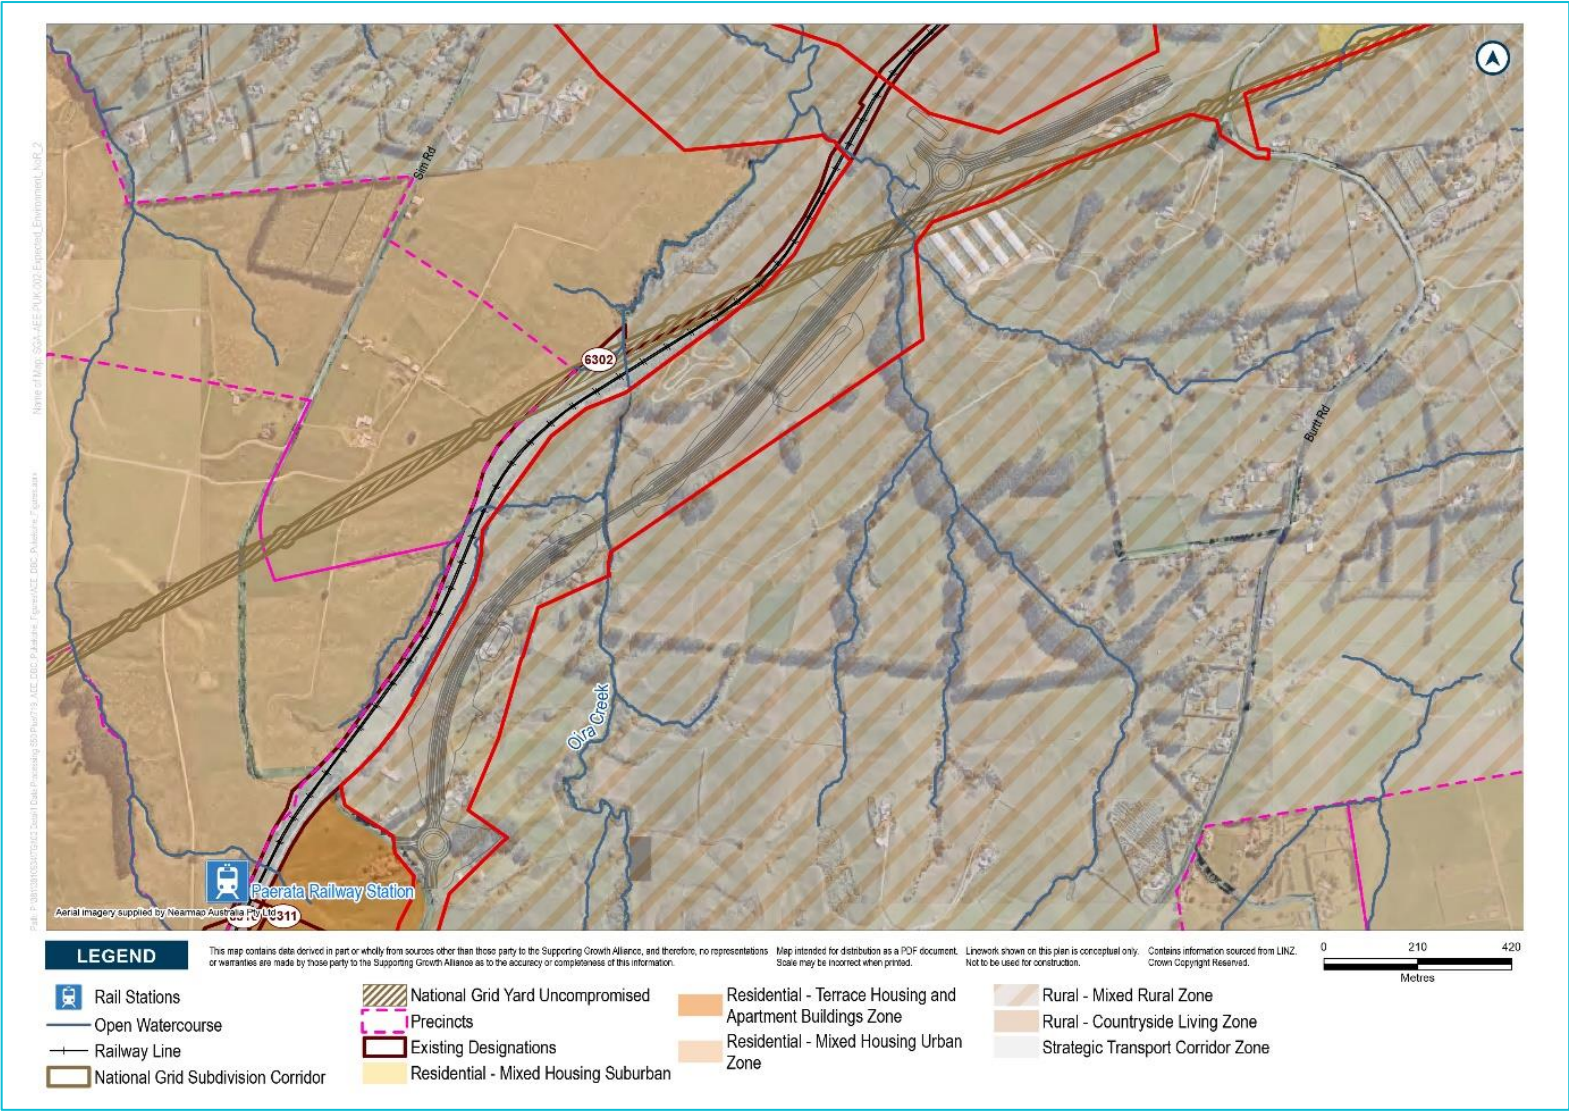 Sim Rd
6302
Burtt Rd
Oira Creek
Paerata Railway Station
Aerial imagery supplied by Nearmap Australia Pty Ltd
6311
LEGEND
This map contains data derived in part or wholly from sources other than those party to the Supporting Growth Alliance, and therefore, no representations
or warranties are made by those party to the Supporting Growth Alliance as to the accuracy or completeness of this information.
Map intended for distribution as a PDF document.
Scale may be incorrect when printed.
Linework shown on this plan is conceptual only.
Not to be used for construction.
Contains information sourced from LINZ.
Crown Copyright Reserved.
0 210 420
Metres
Rail Stations
Open Watercourse
Railway Line
National Grid Subdivision Corridor
National Grid Yard Uncompromised
Precincts
Existing Designations
Residential - Mixed Housing Suburban
Residential - Terrace Housing and
Apartment Buildings Zone
Residential - Mixed Housing Urban
Zone
Rural - Mixed Rural Zone
Rural - Countryside Living Zone
Strategic Transport Corridor Zone